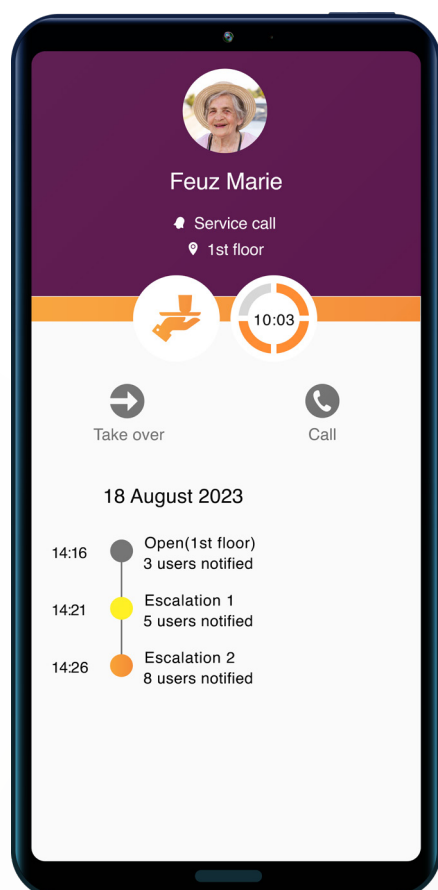 Feuz Marie
Service call
1st floor
10:03
Take over
Call
18 August 2023
14:16
Open(1st floor)
3 users notified
14:21
Escalation 1
5 users notified
14:26
Escalation 2
8 users notified